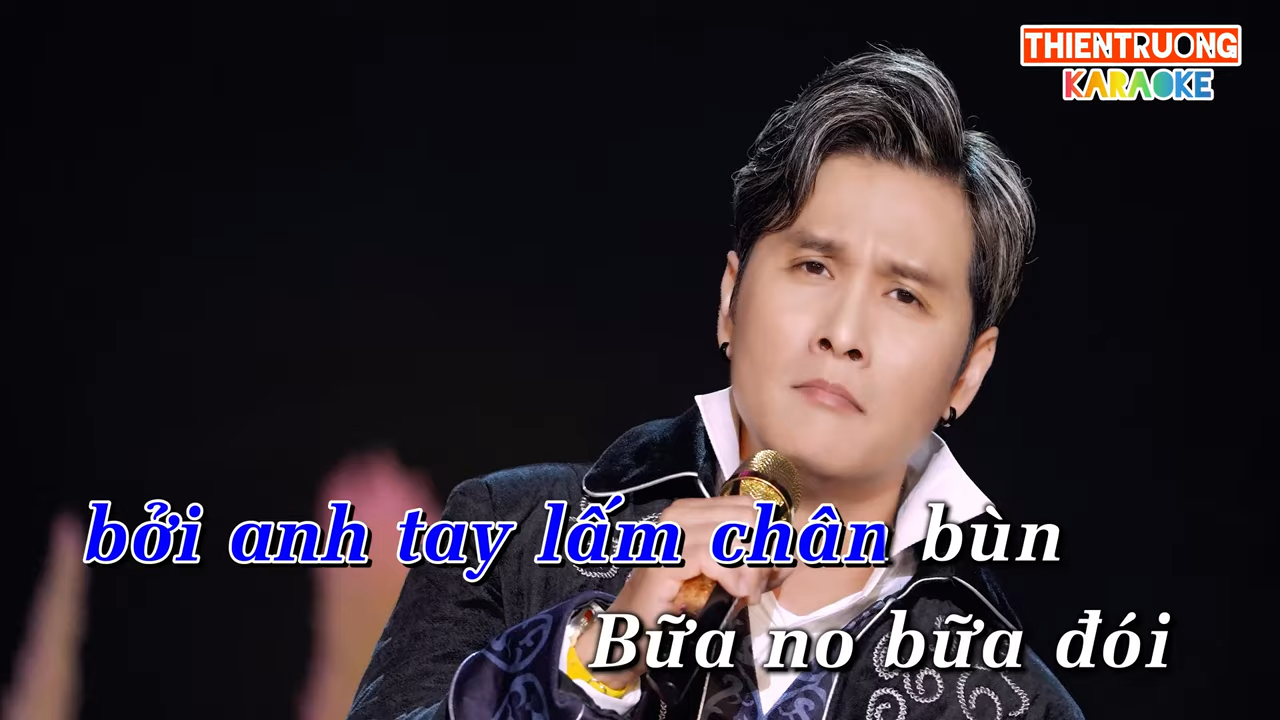 THIENTRUONG
KARAOKE
bởi anh tay lấm chân bùn
Bữa no bữa đói